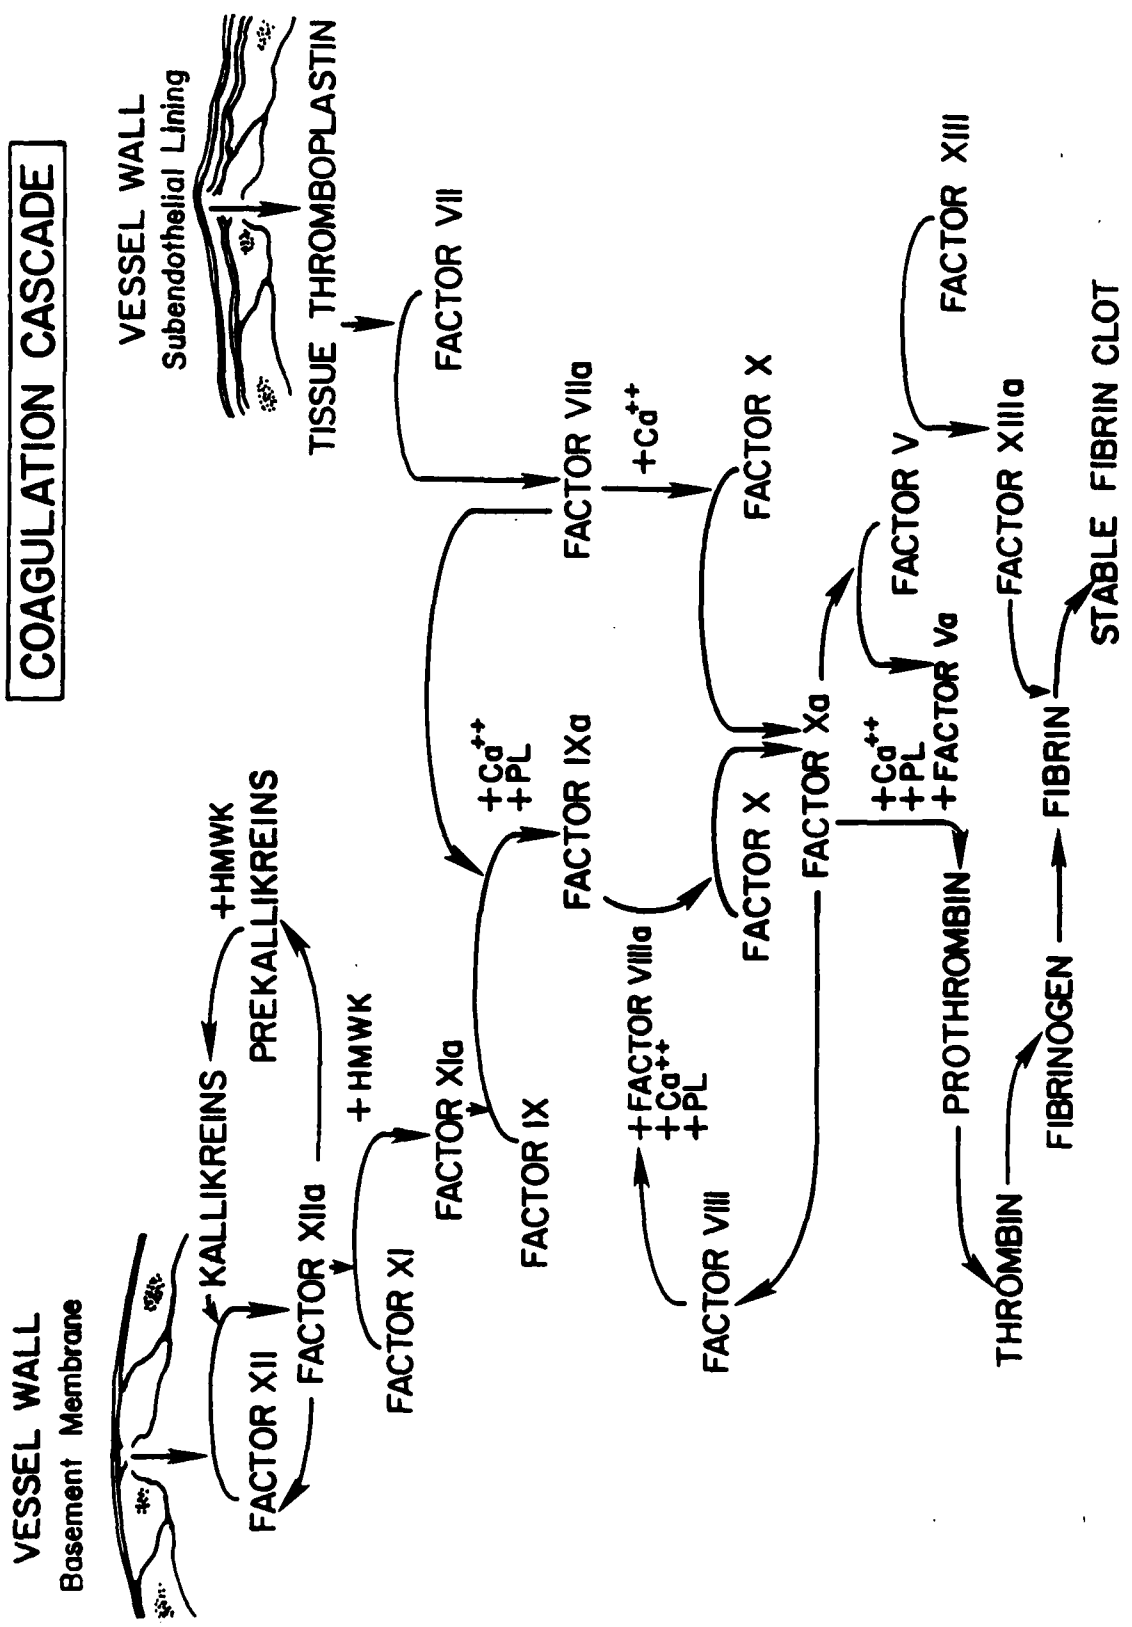 COAGULATION CASCADE
VESSEL WALL
Basement Membrane
VESSEL WALL
Subendothelial Lining
KALLIKREINS
+HMWK
PREKALLIKREINS
TISSUE THROMBOPLASTIN
FACTOR XII
FACTOR XIIa
+HMWK
FACTOR VII
FACTOR XI
FACTOR XIa
+Ca++
+PL
FACTOR IX
FACTOR IXa
FACTOR VIIa
+Ca++
+FACTOR VIIIa
+Ca++
+PL
FACTOR VIII
FACTOR X
FACTOR X
FACTOR Xa
+Ca++
+PL
+FACTOR Va
FACTOR V
FACTOR XIII
PROTHROMBIN
THROMBIN
FACTOR XIIIa
FIBRINOGEN
FIBRIN
STABLE FIBRIN CLOT